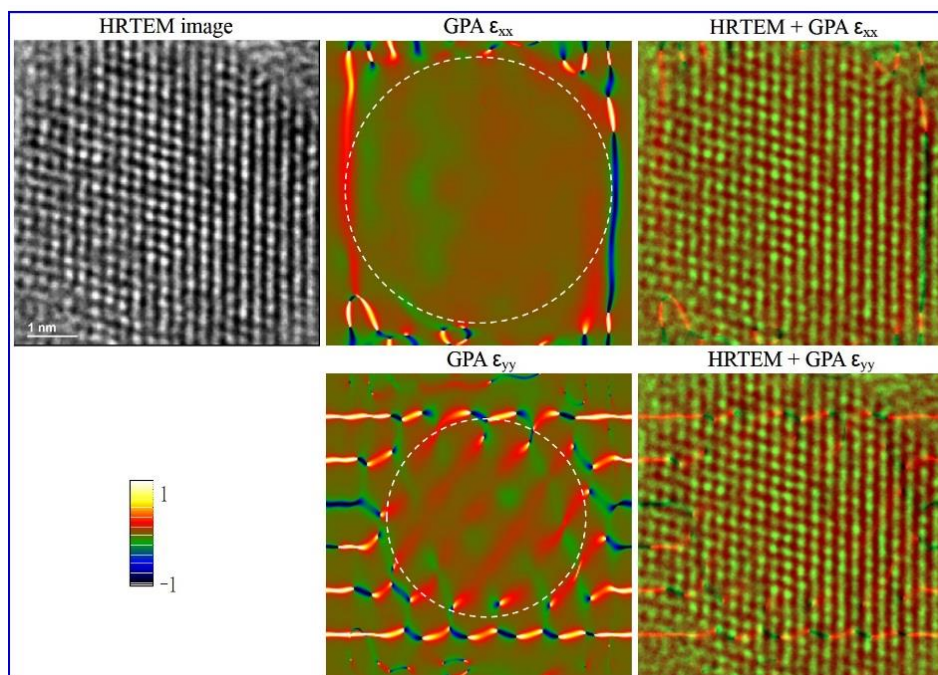 HRTEM image
GPA εxx
HRTEM + GPA εxx
1 nm
GPA εyy
HRTEM + GPA εyy
1
-1